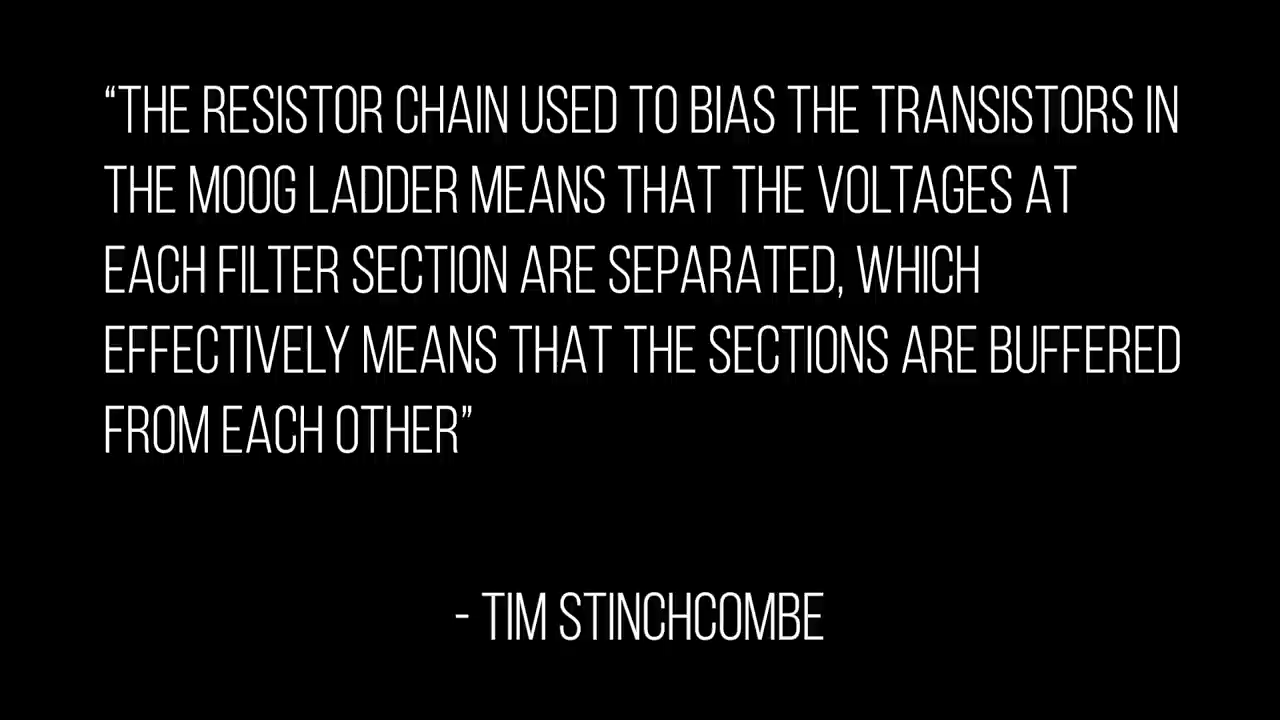 “THE RESISTOR CHAIN USED TO BIAS THE TRANSISTORS IN
THE MOOG LADDER MEANS THAT THE VOLTAGES AT
EACH FILTER SECTION ARE SEPARATED, WHICH
EFFECTIVELY MEANS THAT THE SECTIONS ARE BUFFERED
FROM EACH OTHER”
- TIM STINCHCOMBE